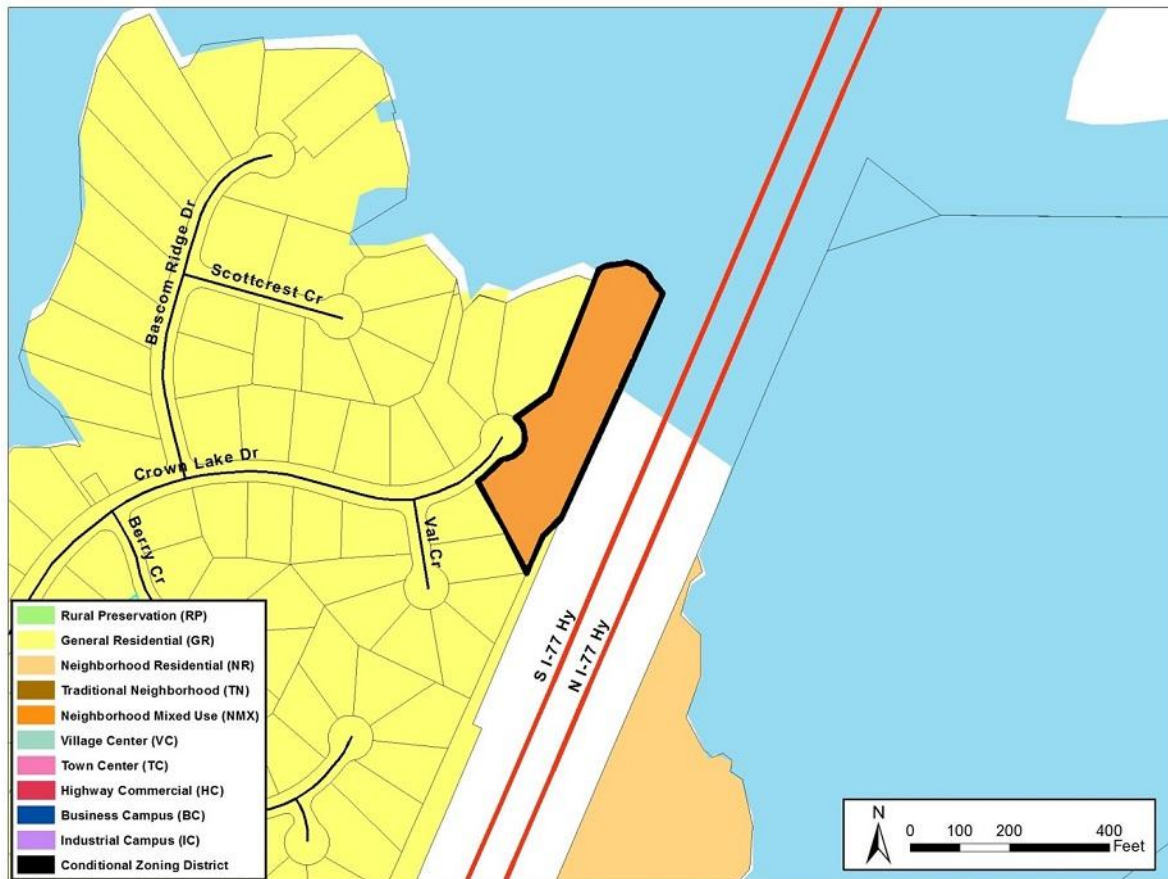 Bascom Ridge Dr
Scottcrest Cr
Crown Lake Dr
Berry Cr
Val Cr
S I-77 Hy
N I-77 Hy
Rural Preservation (RP)
General Residential (GR)
Neighborhood Residential (NR)
Traditional Neighborhood (TN)
Neighborhood Mixed Use (NMX)
Village Center (VC)
Town Center (TC)
Highway Commercial (HC)
Business Campus (BC)
Industrial Campus (IC)
Conditional Zoning District
N
0 100 200 400
Feet